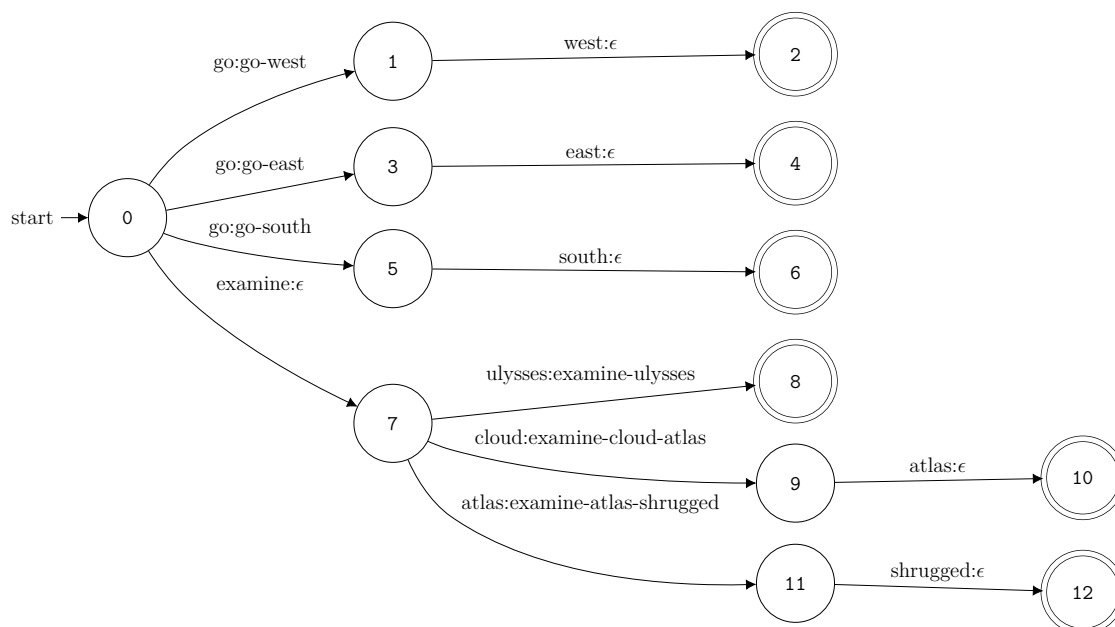 go:go-west
1
west:ϵ
2
go:go-east
3
east:ϵ
4
start
0
go:go-south
5
south:ϵ
6
examine:ϵ
7
ulysses:examine-ulysses
8
cloud:examine-cloud-atlas
9
atlas:ϵ
10
atlas:examine-atlas-shrugged
11
shrugged:ϵ
12